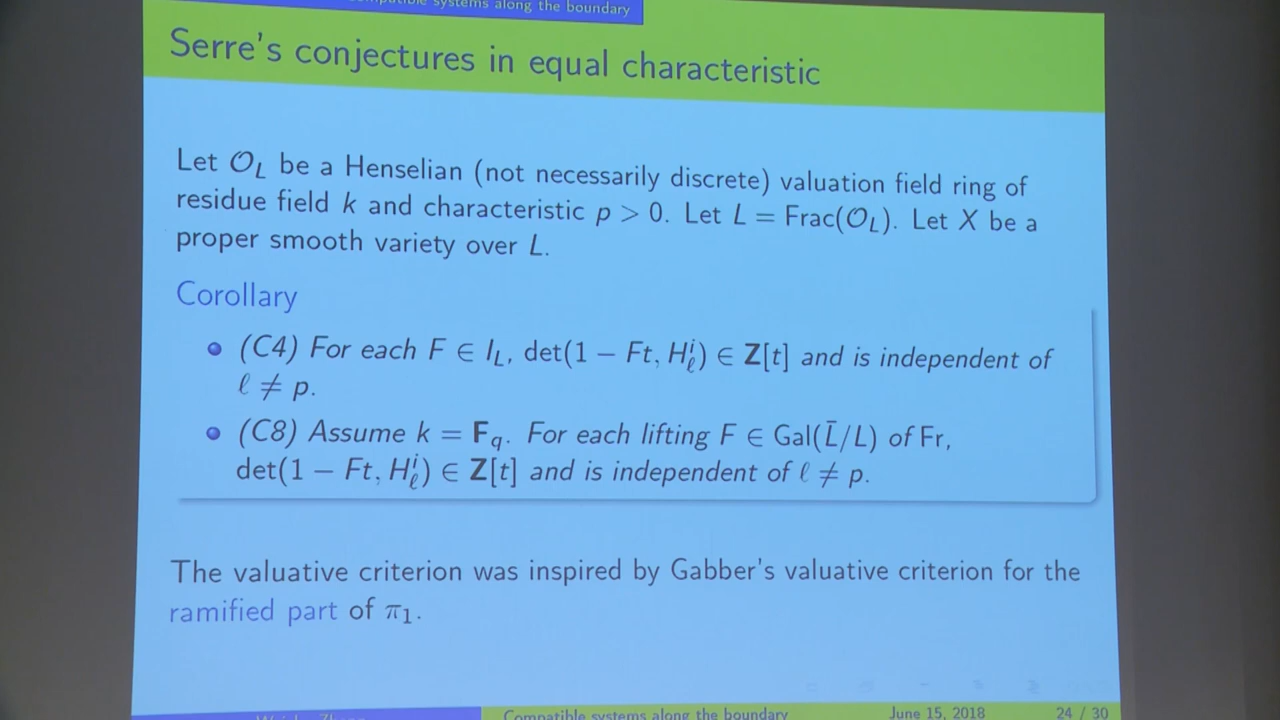 systems along the boundary
Serre's conjectures in equal characteristic
Let 𝒪_L be a Henselian (not necessarily discrete) valuation field ring of
residue field k and characteristic p > 0. Let L = Frac(𝒪_L). Let X be a
proper smooth variety over L.
Corollary
(C4) For each F ∈ I_L, det(1 − Ft, H^i_ℓ) ∈ Z[t] and is independent of
ℓ ≠ p.
(C8) Assume k = F_q. For each lifting F ∈ Gal(L̄/L) of Fr,
det(1 − Ft, H^i_ℓ) ∈ Z[t] and is independent of ℓ ≠ p.
The valuative criterion was inspired by Gabber's valuative criterion for the
ramified part of π₁.
Compatible systems along the boundary June 15, 2018 24 / 30